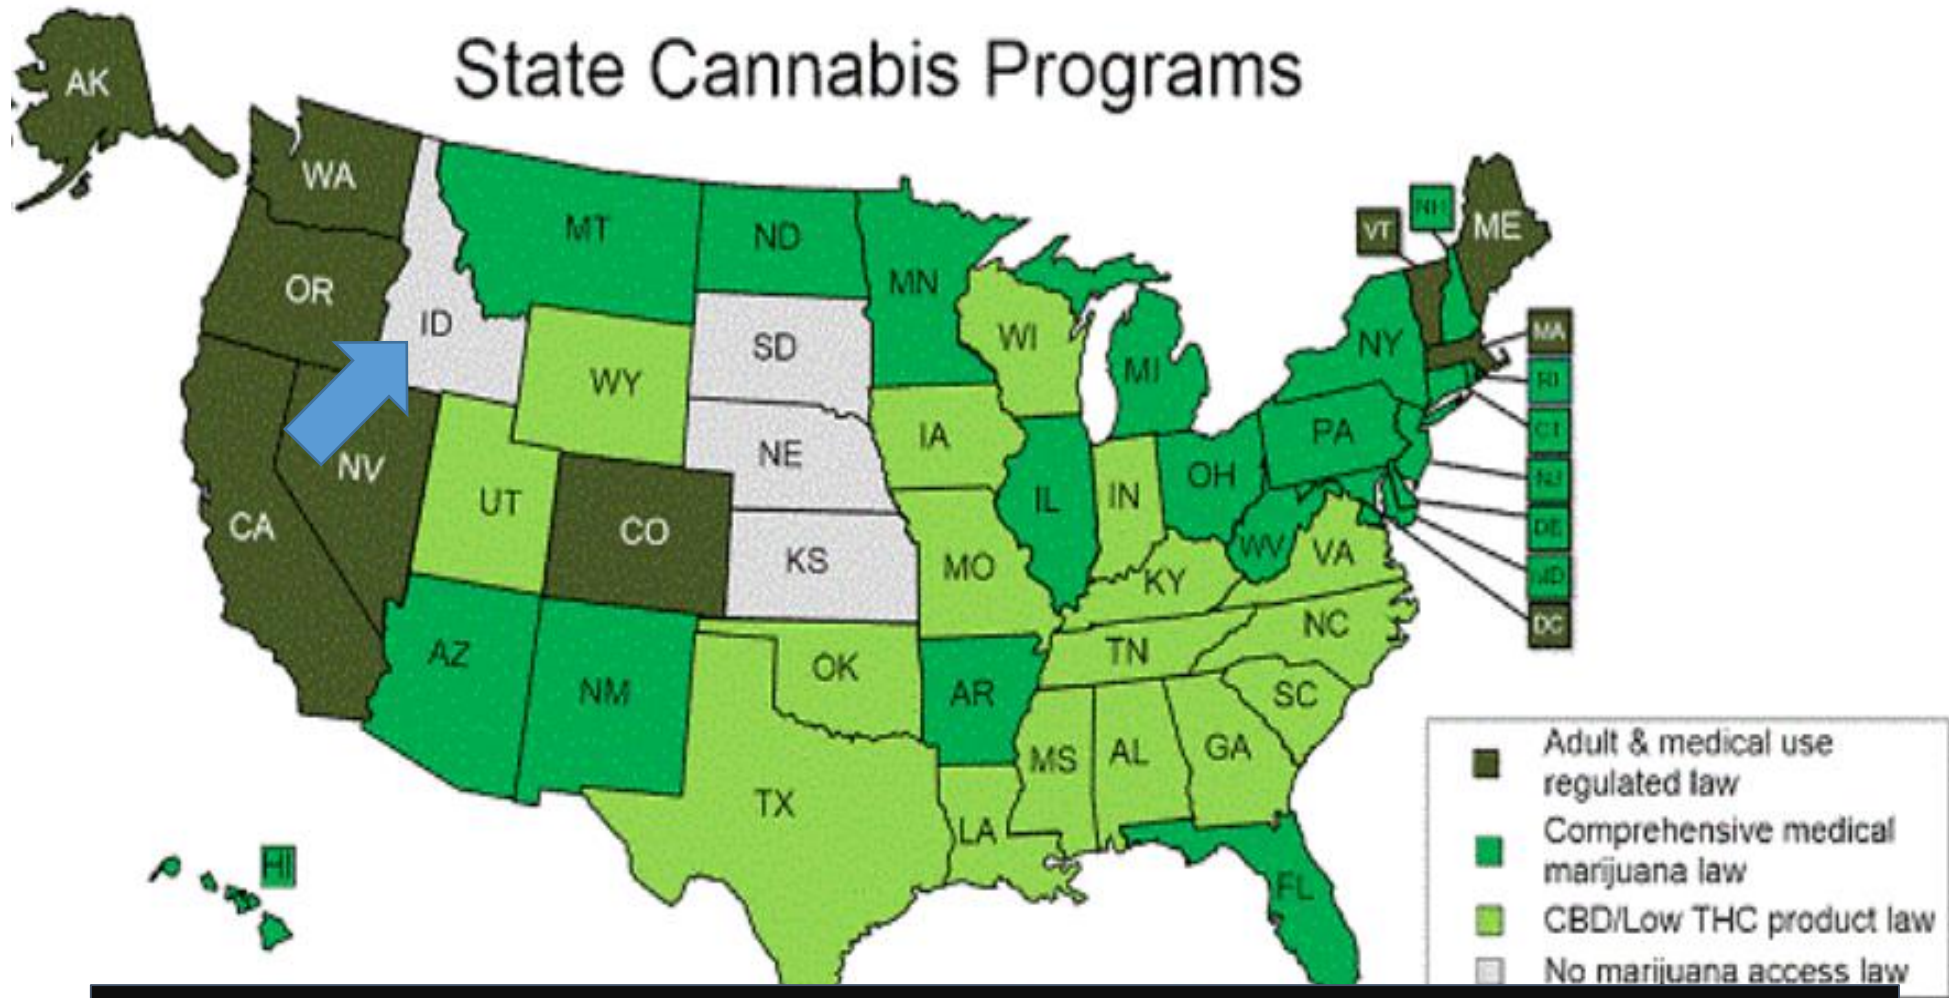 State Cannabis Programs
AK
WA
MT
ND
MN
VT
NH
ME
OR
ID
SD
WI
MI
NY
MA
WY
RI
NV
NE
IA
PA
CT
UT
CO
IL
IN
OH
NJ
CA
KS
MO
WV
VA
DE
KY
MD
AZ
NM
OK
AR
TN
NC
DC
SC
TX
MS
AL
GA
LA
HI
FL
Adult & medical use
regulated law
Comprehensive medical
marijuana law
CBD/Low THC product law
No marijuana access law